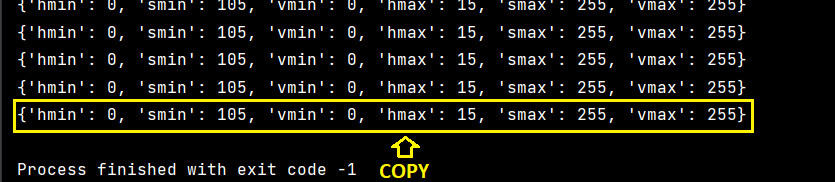 {'hmin': 0, 'smin': 105, 'vmin': 0, 'hmax': 15, 'smax': 255, 'vmax': 255}
{'hmin': 0, 'smin': 105, 'vmin': 0, 'hmax': 15, 'smax': 255, 'vmax': 255}
{'hmin': 0, 'smin': 105, 'vmin': 0, 'hmax': 15, 'smax': 255, 'vmax': 255}
{'hmin': 0, 'smin': 105, 'vmin': 0, 'hmax': 15, 'smax': 255, 'vmax': 255}
{'hmin': 0, 'smin': 105, 'vmin': 0, 'hmax': 15, 'smax': 255, 'vmax': 255}
Process finished with exit code -1 COPY